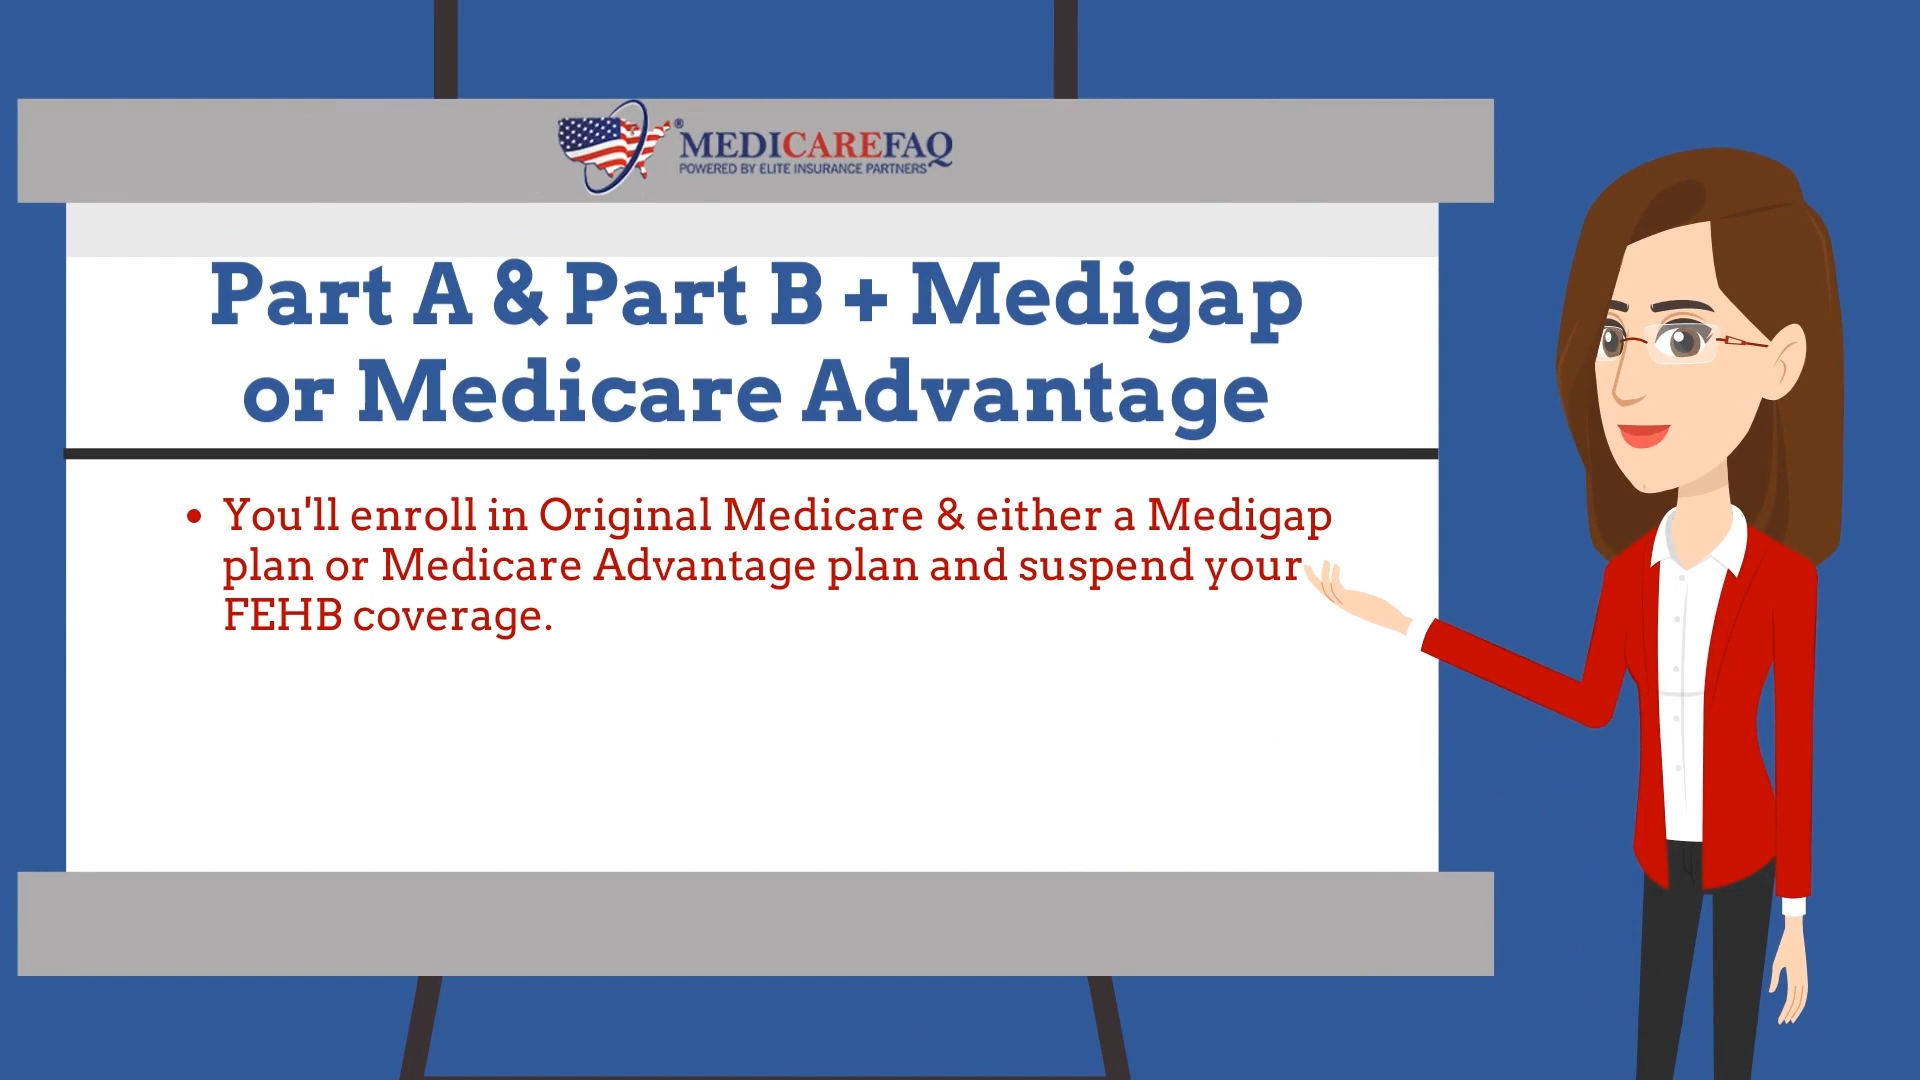 MEDICAREFAQ®
POWERED BY ELITE INSURANCE PARTNERS
Part A & Part B + Medigap
or Medicare Advantage
• You'll enroll in Original Medicare & either a Medigap
plan or Medicare Advantage plan and suspend your
FEHB coverage.